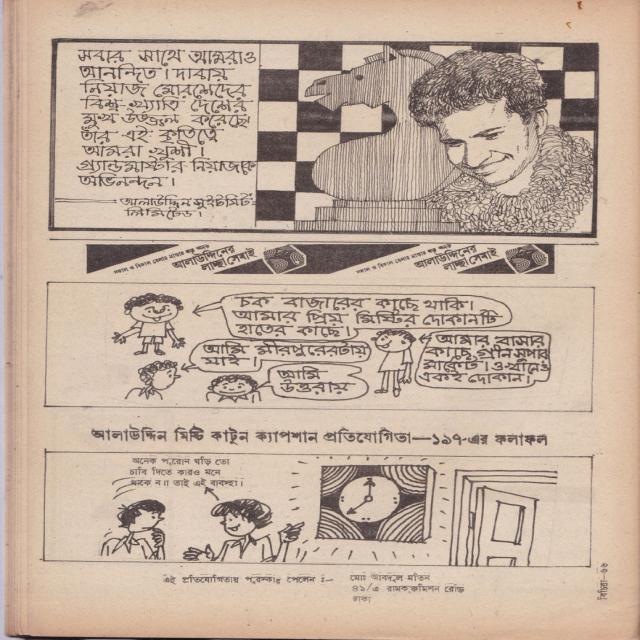 সবার সাথে আমরাও
আনন্দিত। দাবায়
নিয়াজ মোরশেদের
বিশ্ব খ্যাতি দেশের
মুখ উজ্জ্বল করেছে।
তাঁর এই কৃতিত্বে
আমরা খুশী।
গ্র্যান্ডমাস্টার নিয়াজকে
অভিনন্দন।
আলাউদ্দিন সুইটমিট
লিমিটেড।
আলাউদ্দিনের
লাচ্ছা সেমাই
আলাউদ্দিনের
লাচ্ছা সেমাই
চক বাজারের কাছে থাকি।
আমার প্রিয় মিষ্টির দোকানটি
হাতের কাছে।
আমার বাসার
কাছে গ্রীন সুপার
মার্কেট। ওখানেও
একই দোকান।
আমি মীরপুরেরটায়
যাই।
আমি
উত্তরায়
আলাউদ্দিন মিষ্টি কার্টুন ক্যাপশান প্রতিযোগিতা—১৯৭-এর ফলাফল
অনেক পুরোন ঘড়ি তো
চাবি দিতে কারও মনে
থাকে না। তাই এই ব্যবস্থা।
এই প্রতিযোগিতায় পুরস্কার পেলেন ঃ—
মোঃ আবদুল মতিন
৪১/এ রামকৃষ্ণমিশন রোড
ঢাকা
বিচিত্রা—৬৬